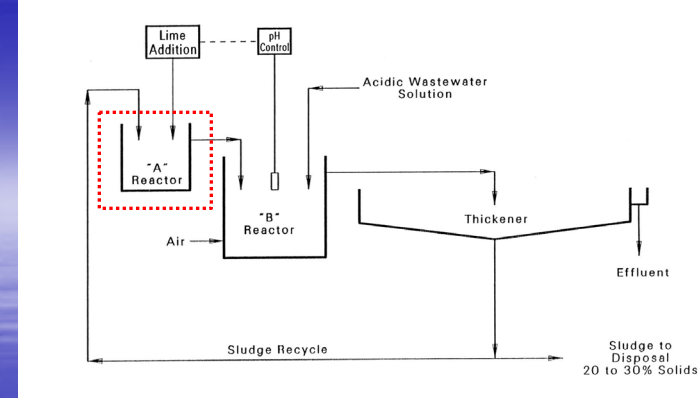 Lime
Addition
pH
Control
Acidic Wastewater
Solution
"A"
Reactor
"B"
Reactor
Air
Thickener
Effluent
Sludge Recycle
Sludge to
Disposal
20 to 30% Solids